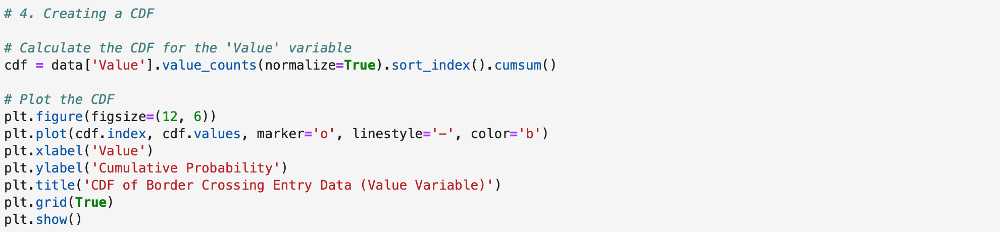 # 4. Creating a CDF
# Calculate the CDF for the 'Value' variable
cdf = data['Value'].value_counts(normalize=True).sort_index().cumsum()
# Plot the CDF
plt.figure(figsize=(12, 6))
plt.plot(cdf.index, cdf.values, marker='o', linestyle='-', color='b')
plt.xlabel('Value')
plt.ylabel('Cumulative Probability')
plt.title('CDF of Border Crossing Entry Data (Value Variable)')
plt.grid(True)
plt.show()